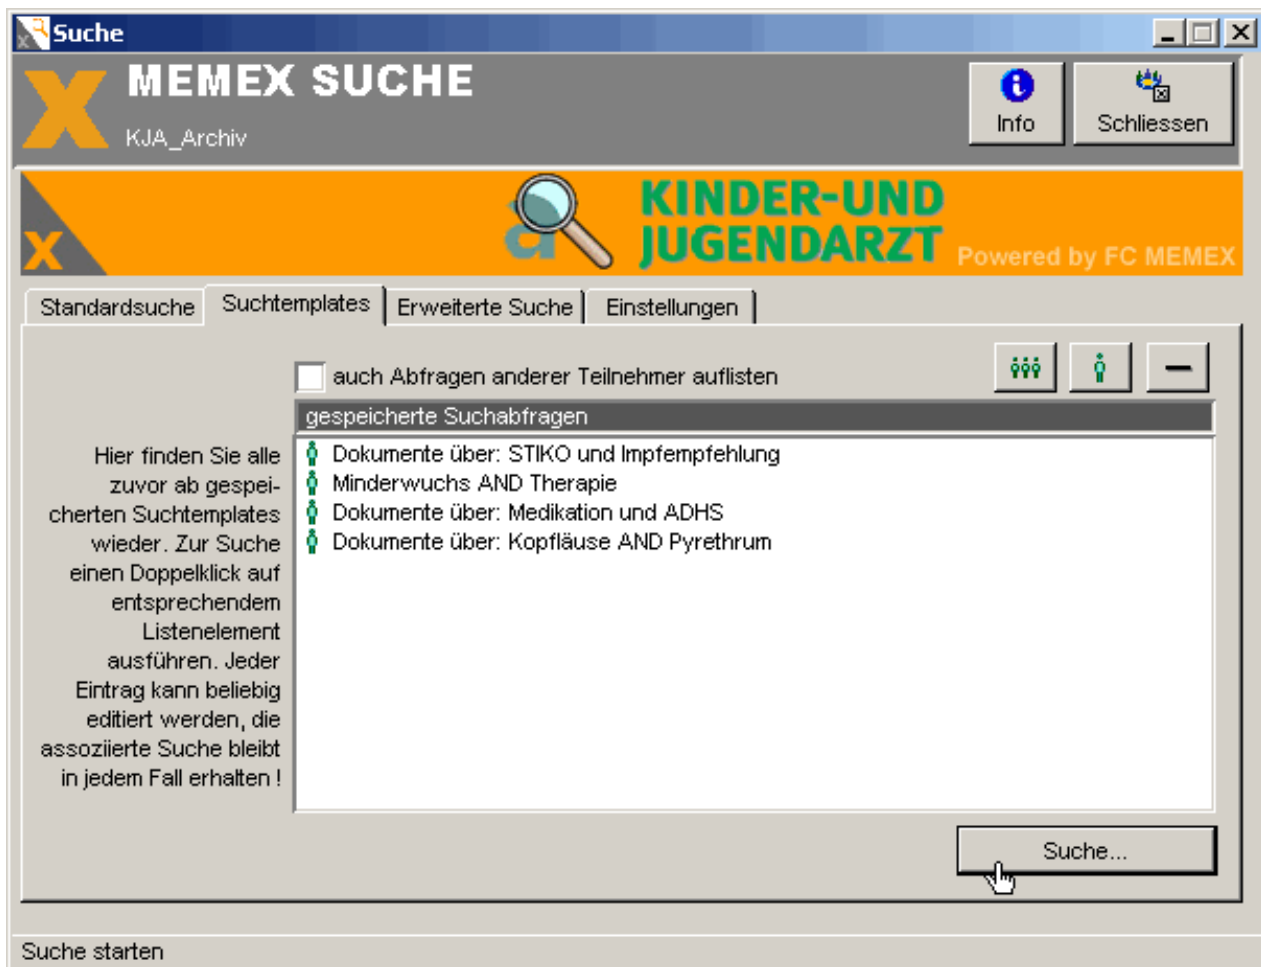 Suche
MEMEX SUCHE
KJA_Archiv
Info
Schliessen
KINDER-UND
JUGENDARZT
Powered by FC MEMEX
Standardsuche
Suchtemplates
Erweiterte Suche
Einstellungen
auch Abfragen anderer Teilnehmer auflisten
gespeicherte Suchabfragen
Dokumente über: STIKO und Impfempfehlung
Minderwuchs AND Therapie
Dokumente über: Medikation und ADHS
Dokumente über: Kopfläuse AND Pyrethrum
Hier finden Sie alle
zuvor ab gespei-
cherten Suchtemplates
wieder. Zur Suche
einen Doppelklick auf
entsprechendem
Listenelement
ausführen. Jeder
Eintrag kann beliebig
editiert werden, die
assoziierte Suche bleibt
in jedem Fall erhalten !
Suche...
Suche starten